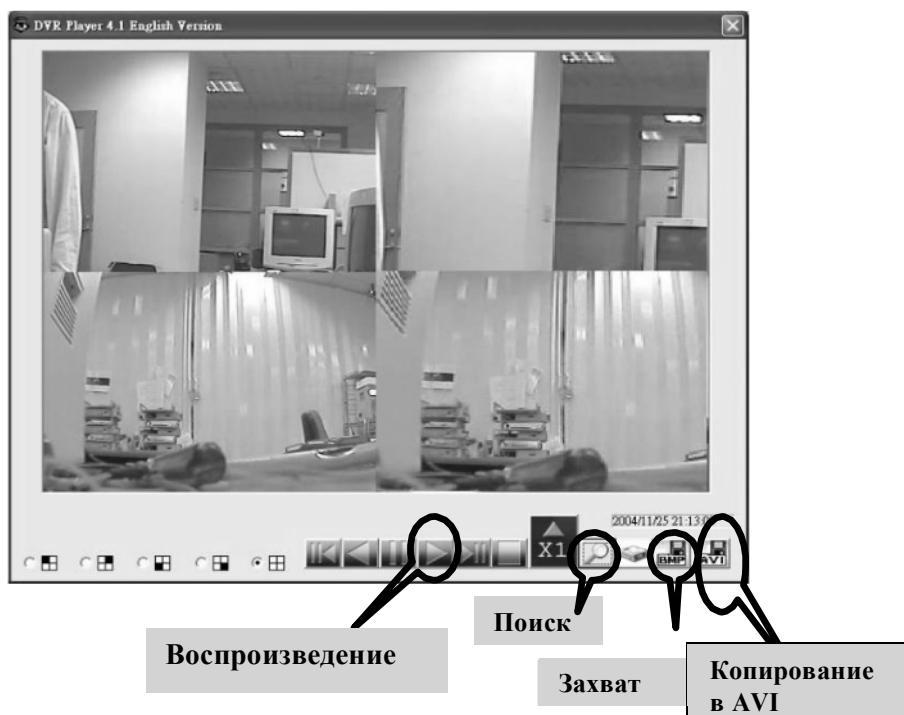 DVR Player 4.1 English Version
2004/11/25 21:13:0
X1
BMP
AVI
Поиск
Воспроизведение
Захват
Копирование
в AVI